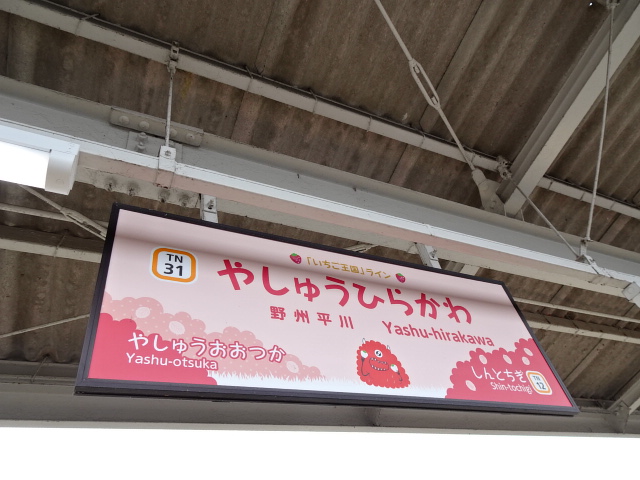 「いちご王国」ライン
TN
31
やしゅうひらかわ
野州平川 Yashu-hirakawa
やしゅうおおつか
Yashu-otsuka
しんとちぎ
Shin-tochigi
TN
12